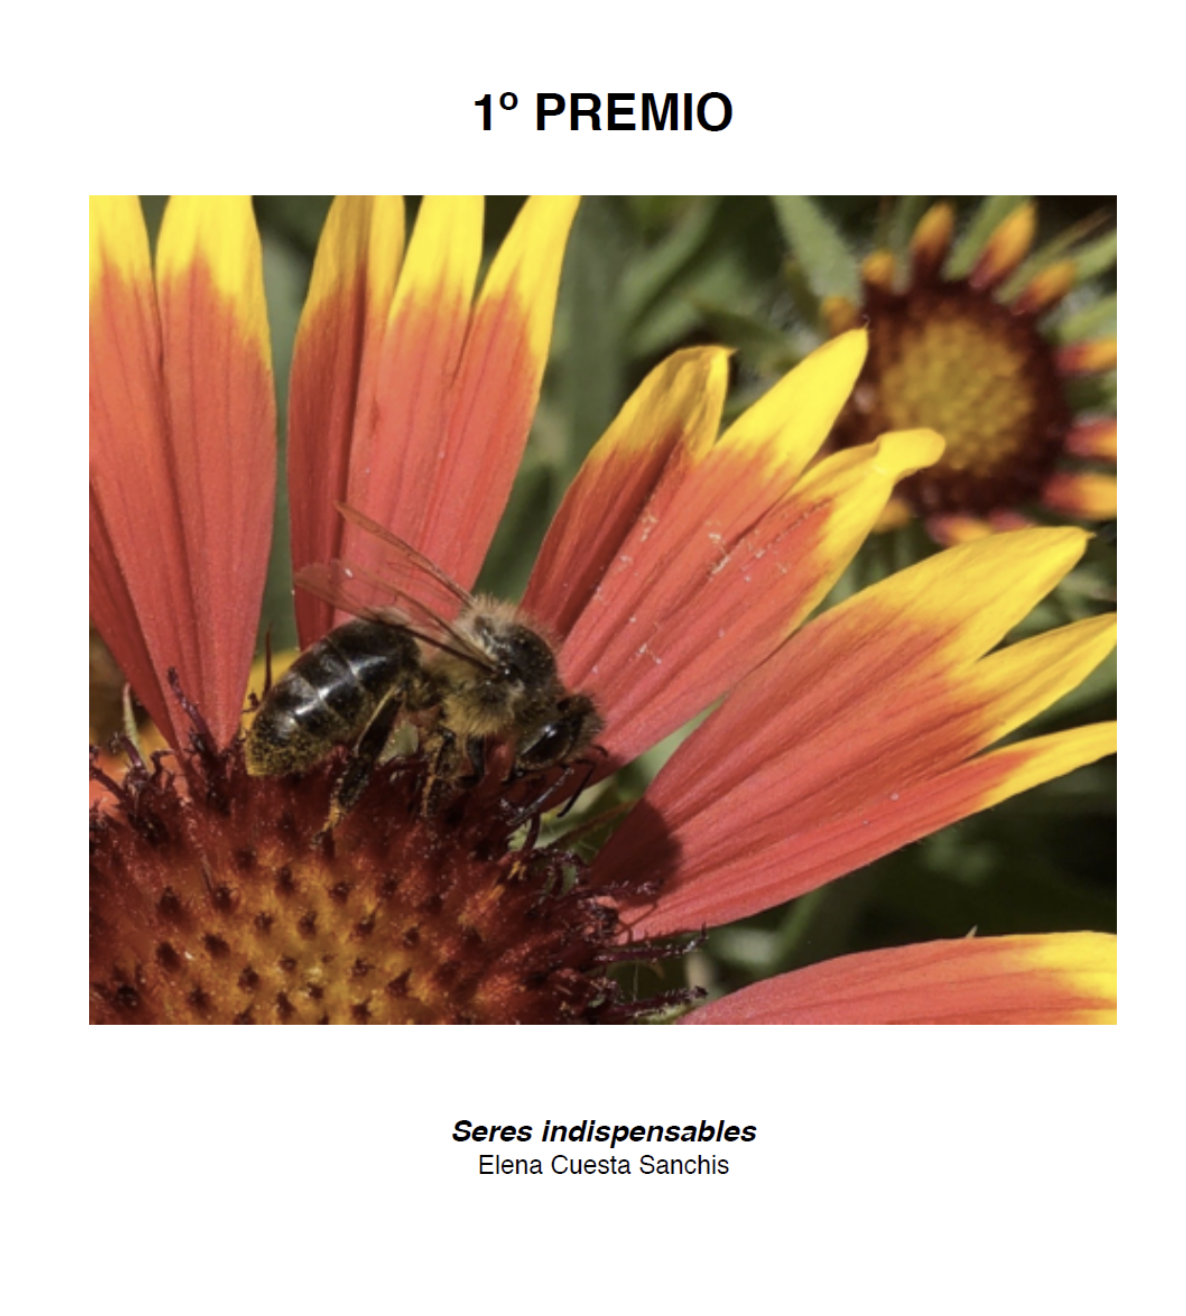 1º PREMIO
Seres indispensables
Elena Cuesta Sanchis